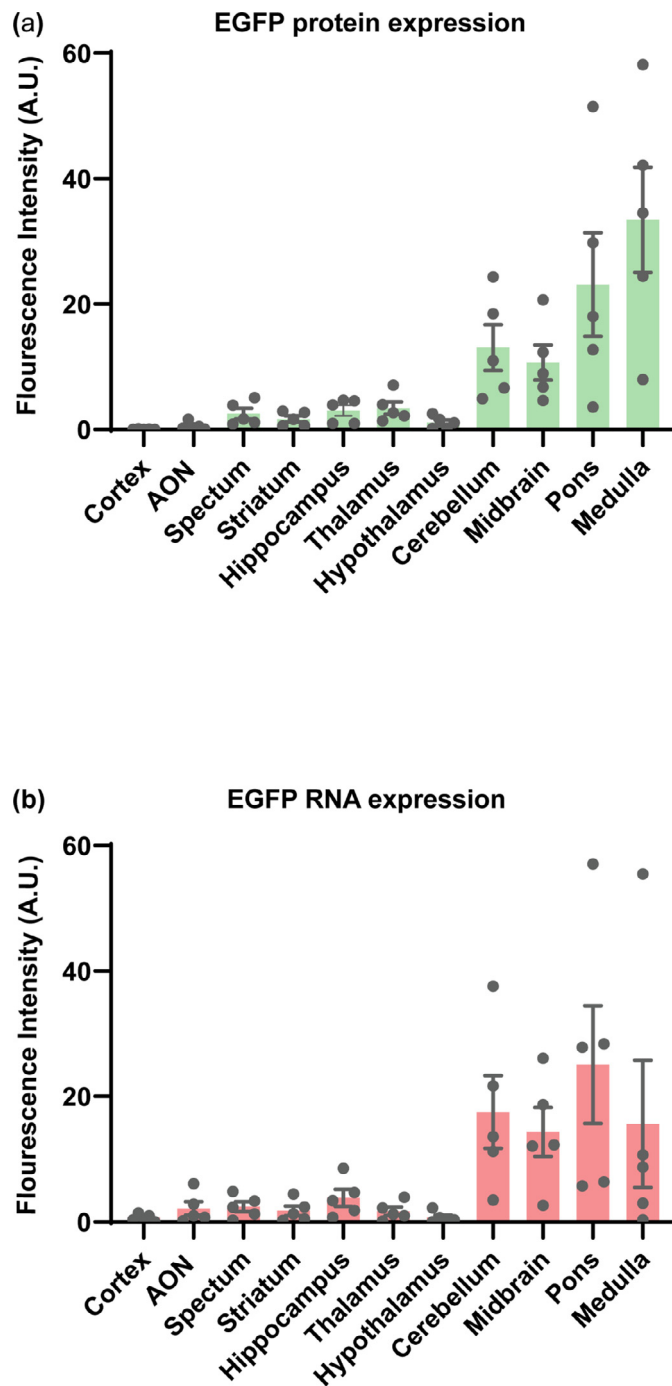 (a) EGFP protein expression
Flourescence Intensity (A.U.)
60
40
20
0
Cortex
AON
Spectum
Striatum
Hippocampus
Thalamus
Hypothalamus
Cerebellum
Midbrain
Pons
Medulla
(b) EGFP RNA expression
Flourescence Intensity (A.U.)
60
40
20
0
Cortex
AON
Spectum
Striatum
Hippocampus
Thalamus
Hypothalamus
Cerebellum
Midbrain
Pons
Medulla